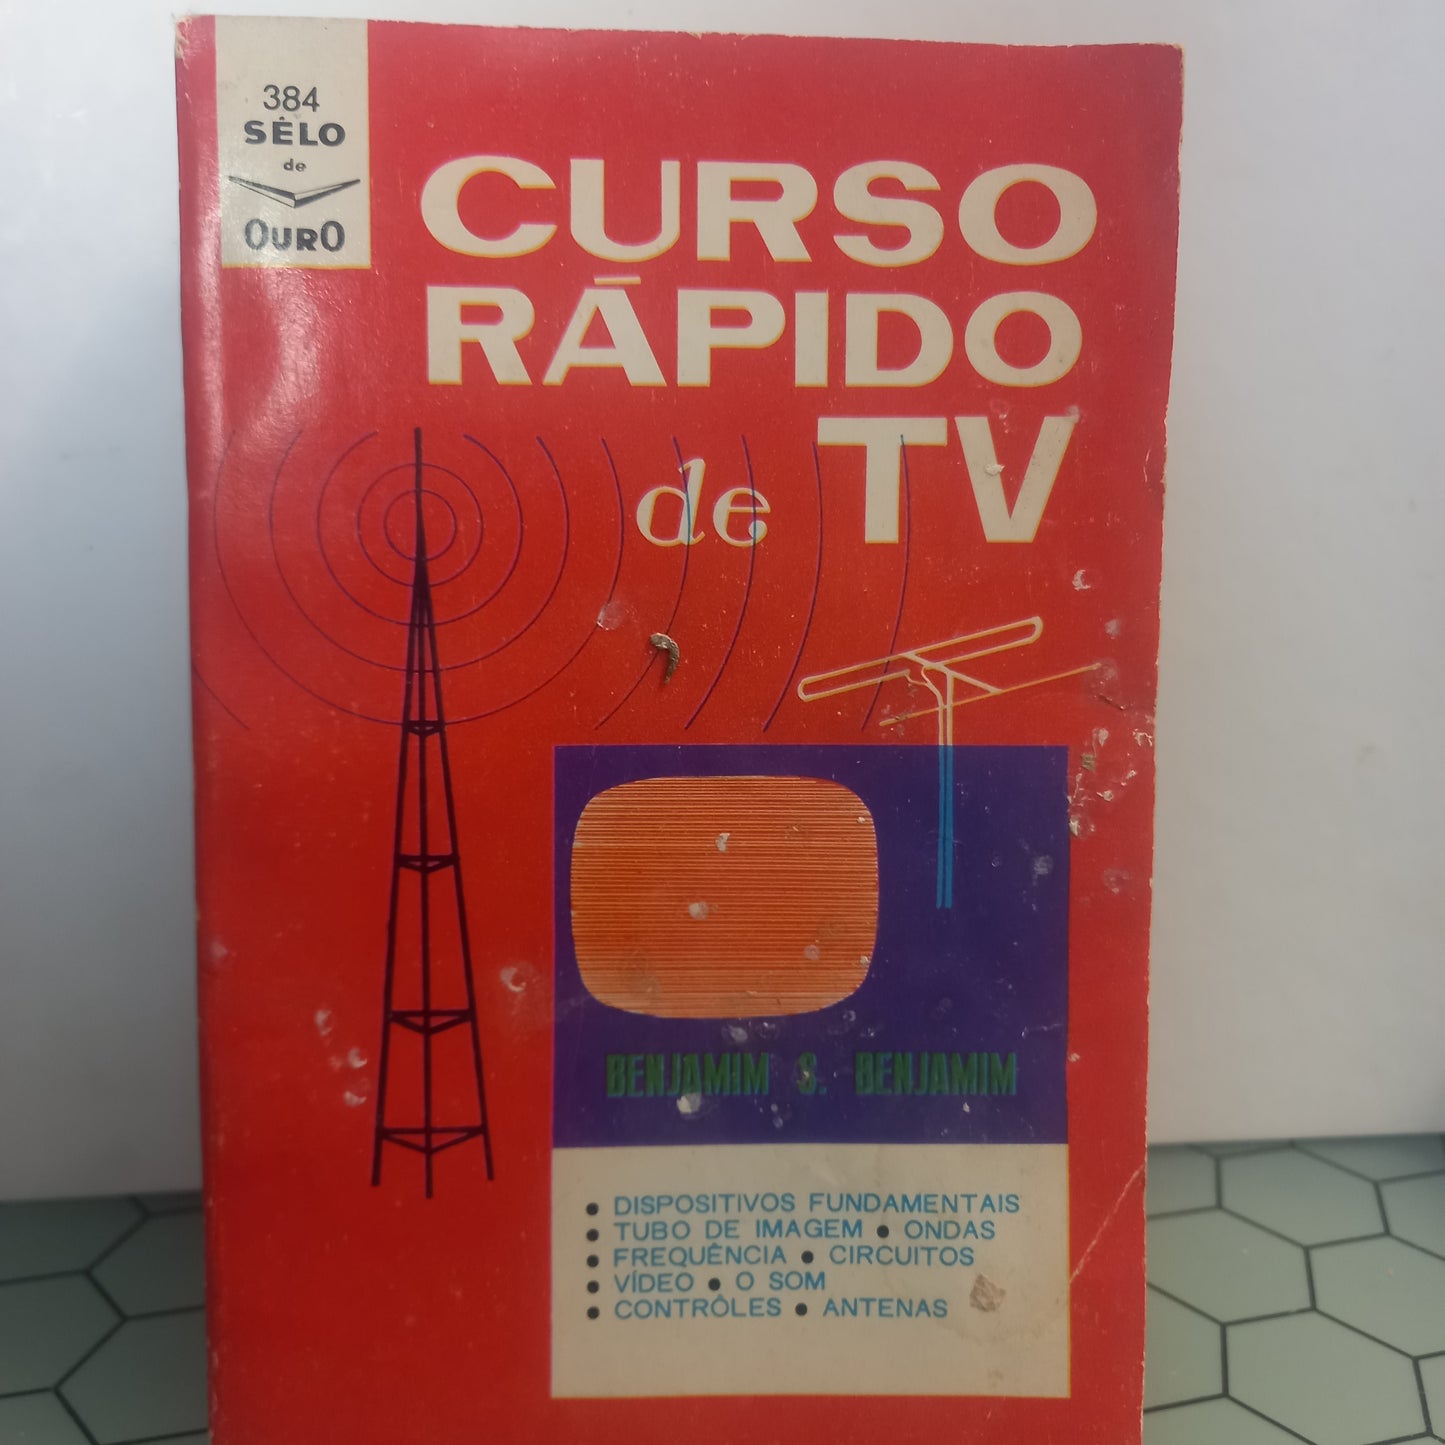 384
SÊLO
de
OURO
CURSO
RÁPIDO
de TV
BENJAMIM S. BENJAMIM
• DISPOSITIVOS FUNDAMENTAIS
• TUBO DE IMAGEM • ONDAS
• FREQUÊNCIA • CIRCUITOS
• VÍDEO • O SOM
• CONTRÔLES • ANTENAS